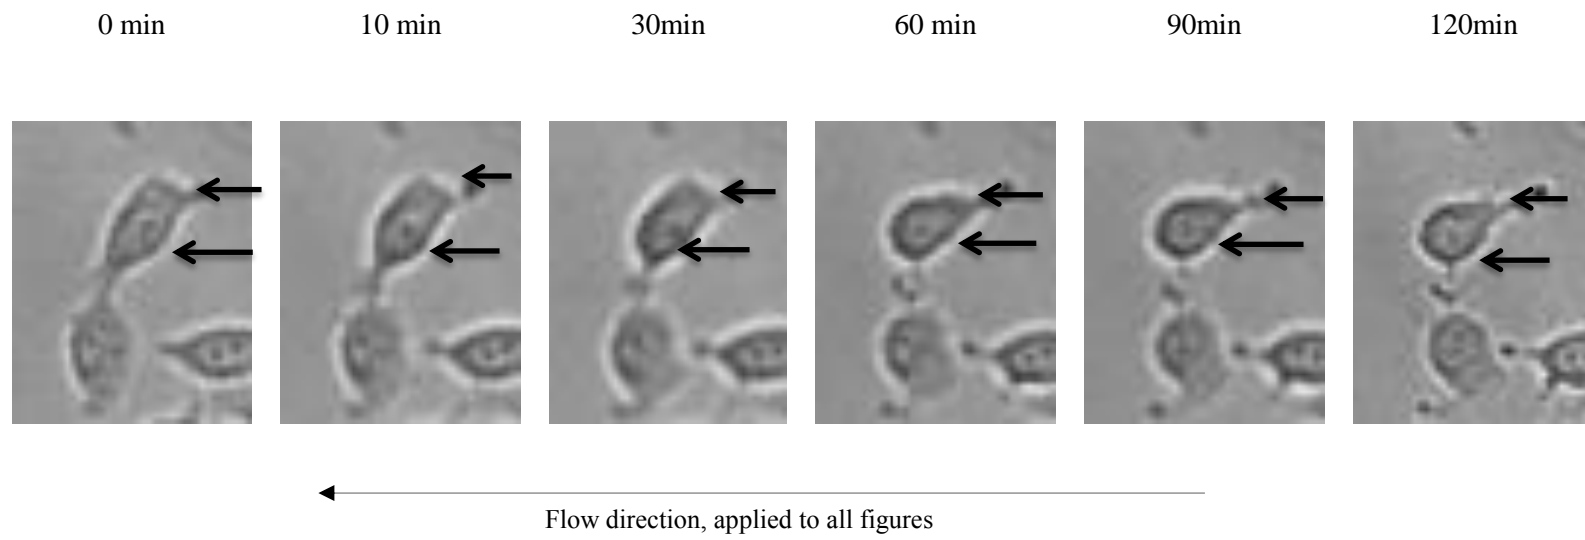 0 min 10 min 30min 60 min 90min 120min
Flow direction, applied to all figures